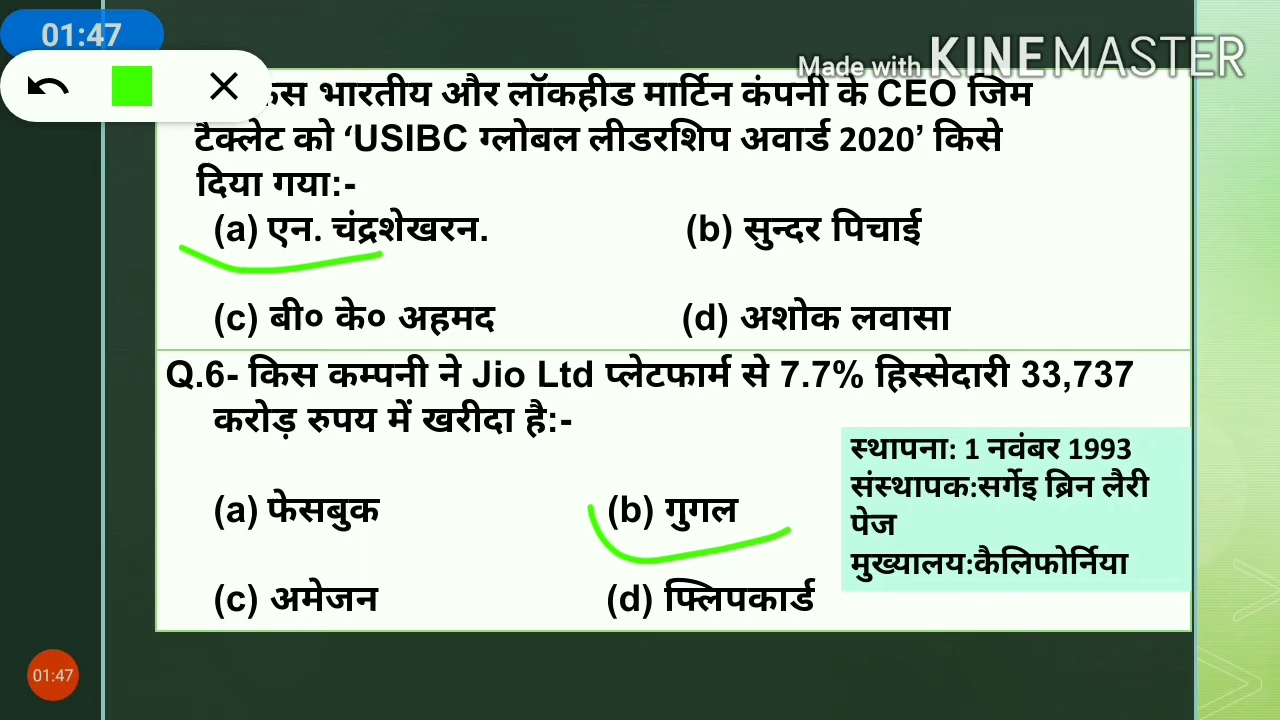 01:47
Made with KINEMASTER
भारतीय और लॉकहीड मार्टिन कंपनी के CEO जिम
टैक्लेट को ‘USIBC ग्लोबल लीडरशिप अवार्ड 2020’ किसे
दिया गया:-
(a) एन. चंद्रशेखरन. (b) सुन्दर पिचाई
(c) बी० के० अहमद (d) अशोक लवासा
Q.6- किस कम्पनी ने Jio Ltd प्लेटफार्म से 7.7% हिस्सेदारी 33,737
करोड़ रुपय में खरीदा है:-
स्थापना: 1 नवंबर 1993
संस्थापक:सर्गेइ ब्रिन लैरी
पेज
मुख्यालय:कैलिफोर्निया
(a) फेसबुक (b) गुगल
(c) अमेजन (d) फ्लिपकार्ड
01:47